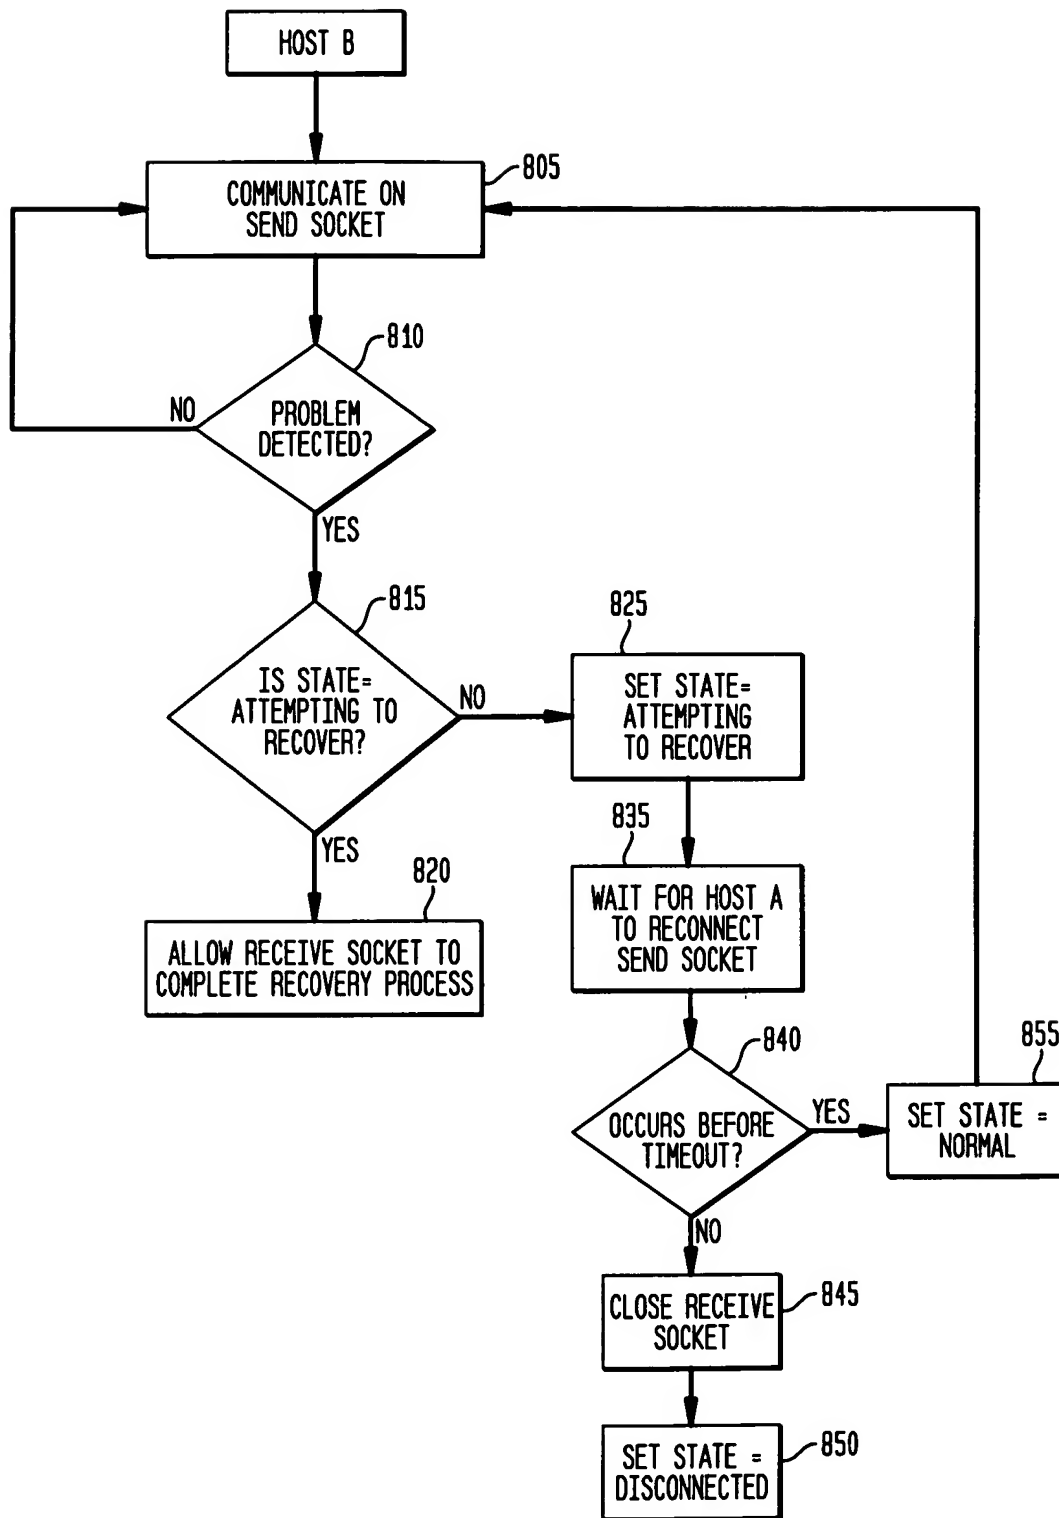 HOST B
805
COMMUNICATE ON
SEND SOCKET
810
PROBLEM
DETECTED?
NO
YES
815
IS STATE=
ATTEMPTING TO
RECOVER?
NO
YES
825
SET STATE=
ATTEMPTING
TO RECOVER
820
ALLOW RECEIVE SOCKET TO
COMPLETE RECOVERY PROCESS
835
WAIT FOR HOST A
TO RECONNECT
SEND SOCKET
840
OCCURS BEFORE
TIMEOUT?
YES
NO
855
SET STATE =
NORMAL
845
CLOSE RECEIVE
SOCKET
850
SET STATE =
DISCONNECTED